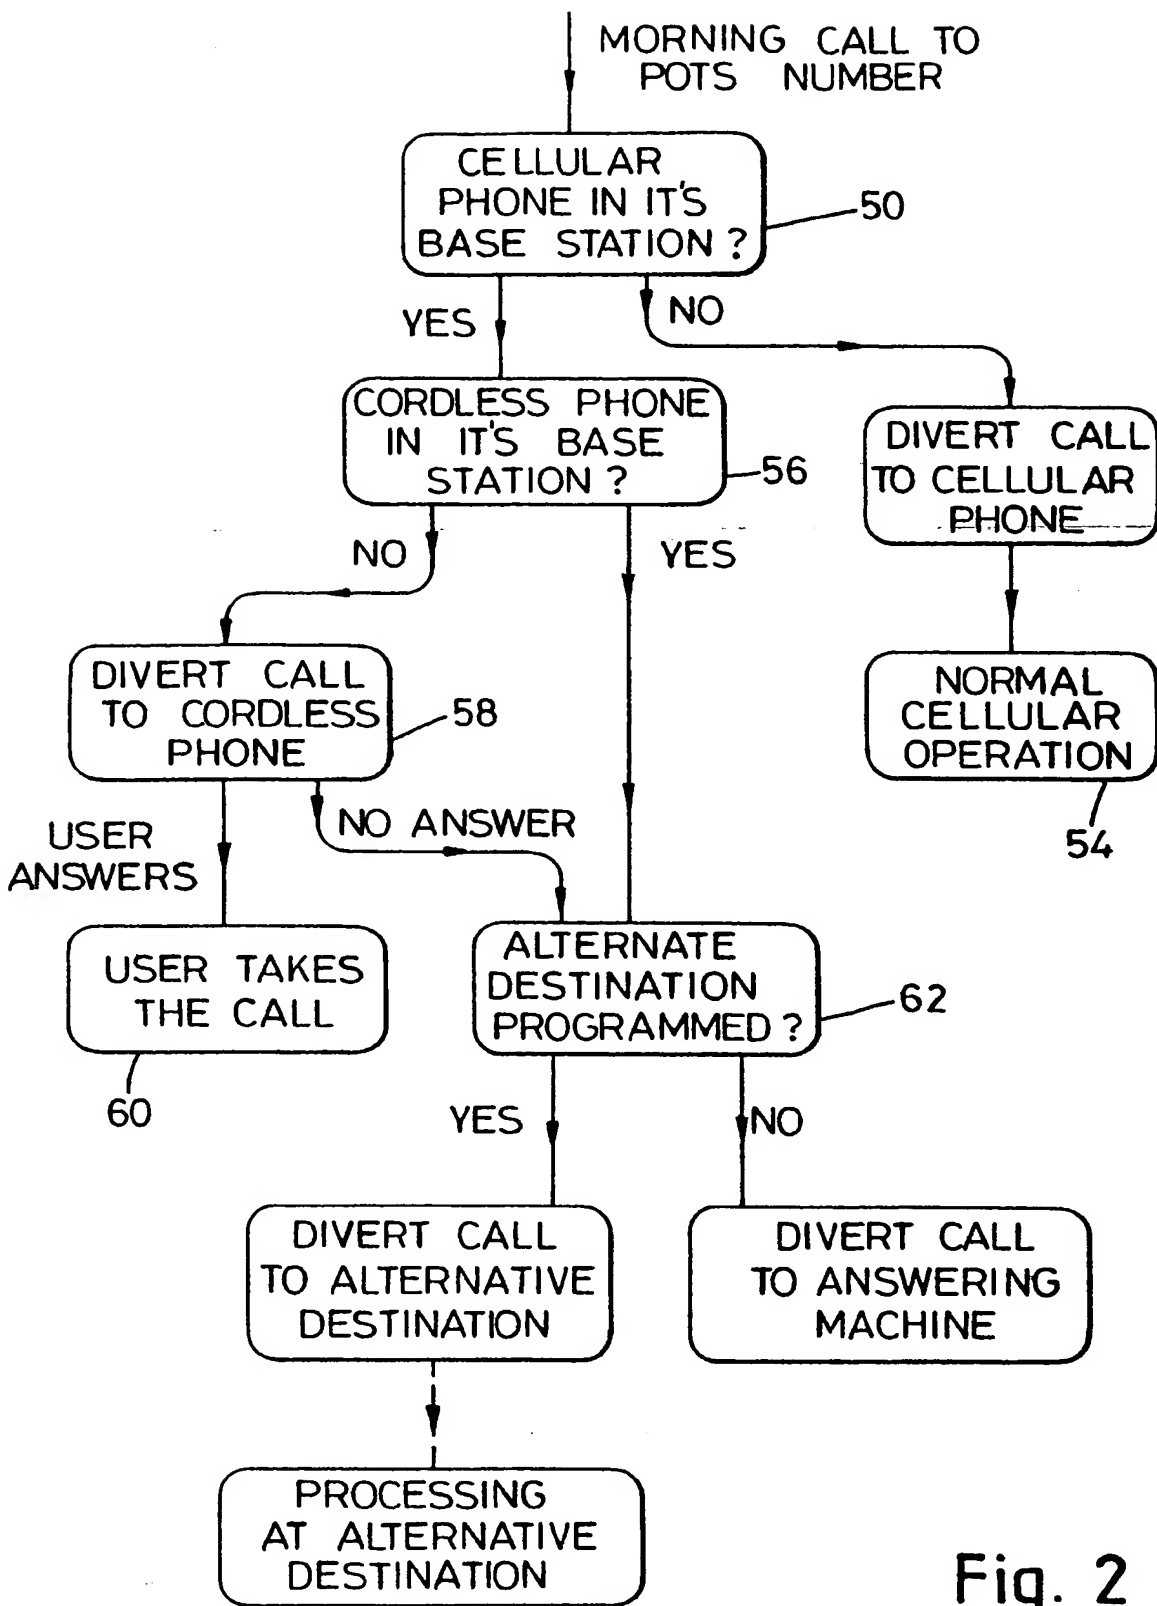 MORNING CALL TO
POTS NUMBER
CELLULAR
PHONE IN IT'S
BASE STATION ?
50
YES
NO
CORDLESS PHONE
IN IT'S BASE
STATION ?
56
DIVERT CALL
TO CELLULAR
PHONE
NO
YES
DIVERT CALL
TO CORDLESS
PHONE
58
NORMAL
CELLULAR
OPERATION
54
USER
ANSWERS
NO ANSWER
USER TAKES
THE CALL
60
ALTERNATE
DESTINATION
PROGRAMMED ?
62
YES
NO
DIVERT CALL
TO ALTERNATIVE
DESTINATION
DIVERT CALL
TO ANSWERING
MACHINE
PROCESSING
AT ALTERNATIVE
DESTINATION
Fig. 2